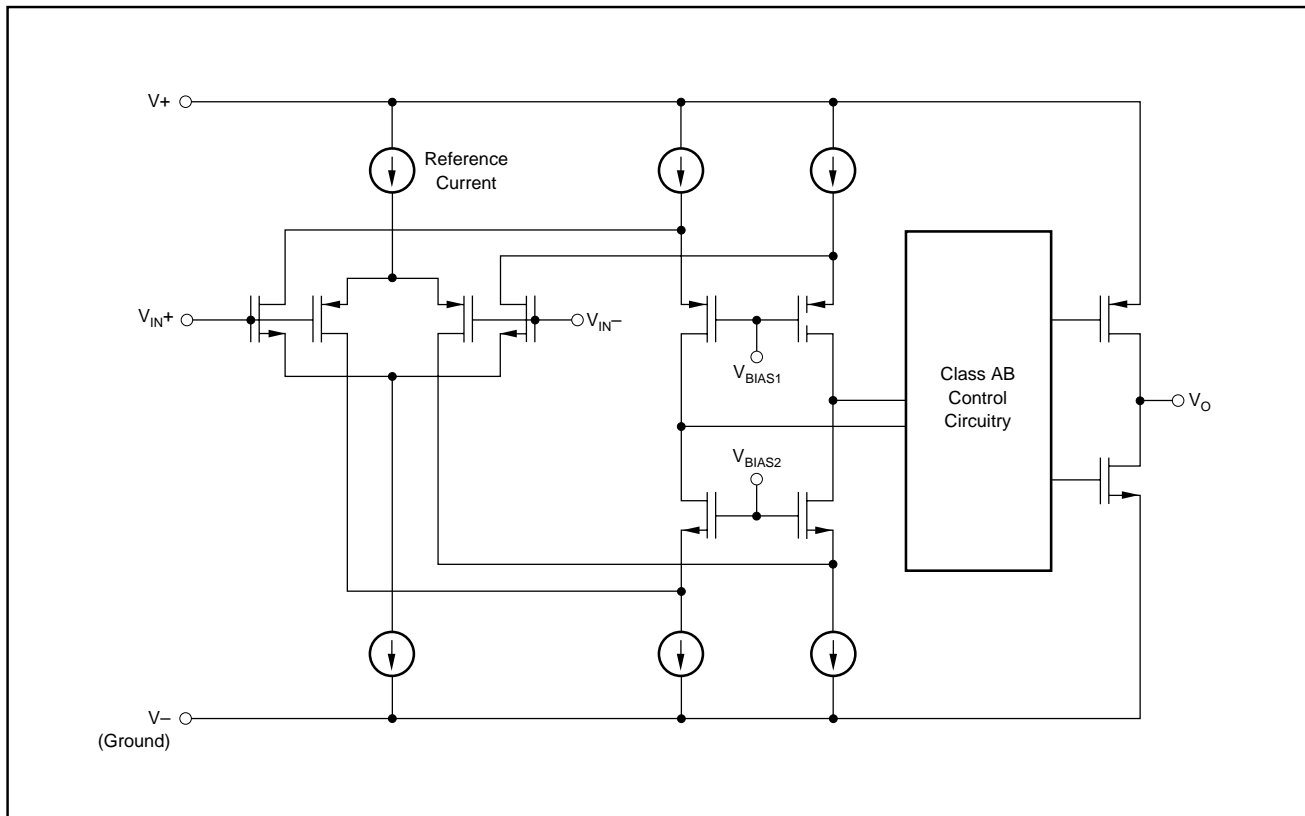 V+
Reference
Current
VIN+
VIN–
VBIAS1
Class AB
Control
Circuitry
VO
VBIAS2
V–
(Ground)